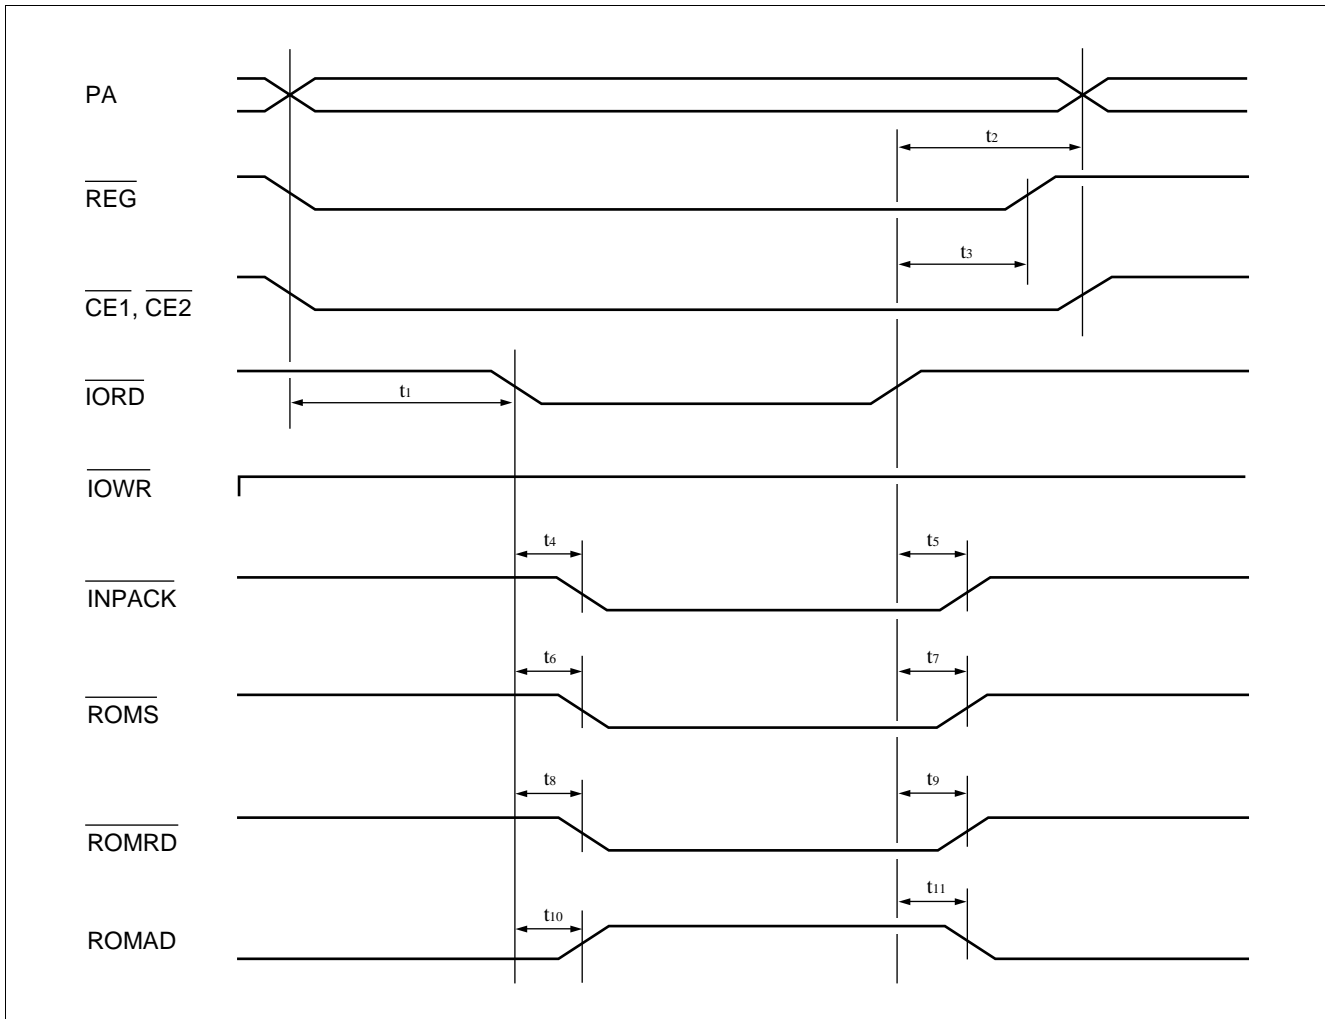 PA
t2
REG
t3
CE1, CE2
IORD
t1
IOWR
t4
t5
INPACK
t6
t7
ROMS
t8
t9
ROMRD
t11
t10
ROMAD